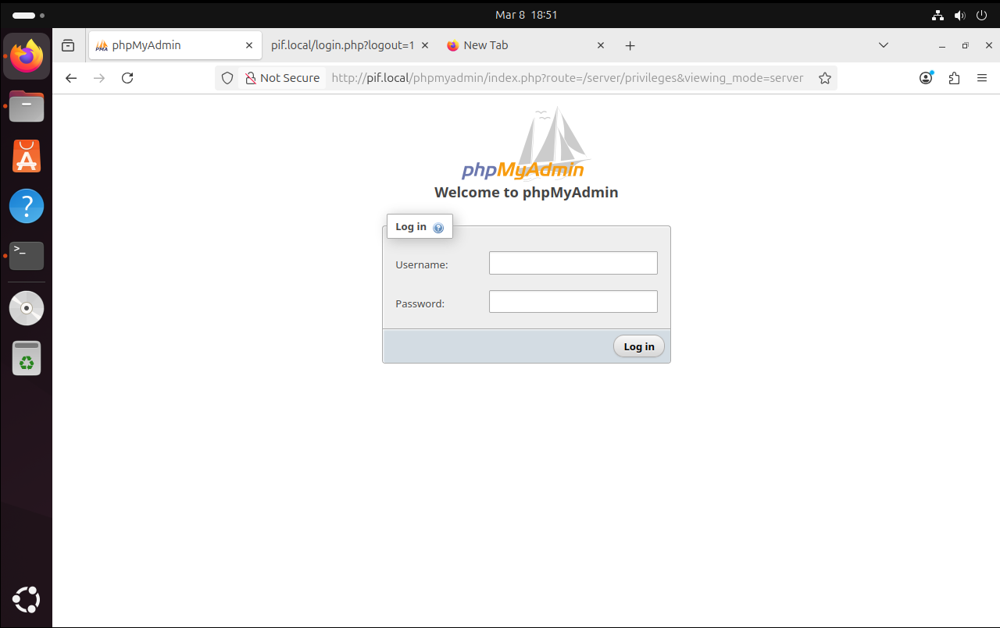 Mar 8 18:51
phpMyAdmin
pif.local/login.php?logout=1
New Tab
Not Secure
http://pif.local/phpmyadmin/index.php?route=/server/privileges&viewing_mode=server
phpMyAdmin
Welcome to phpMyAdmin
Log in
Username:
Password:
Log in